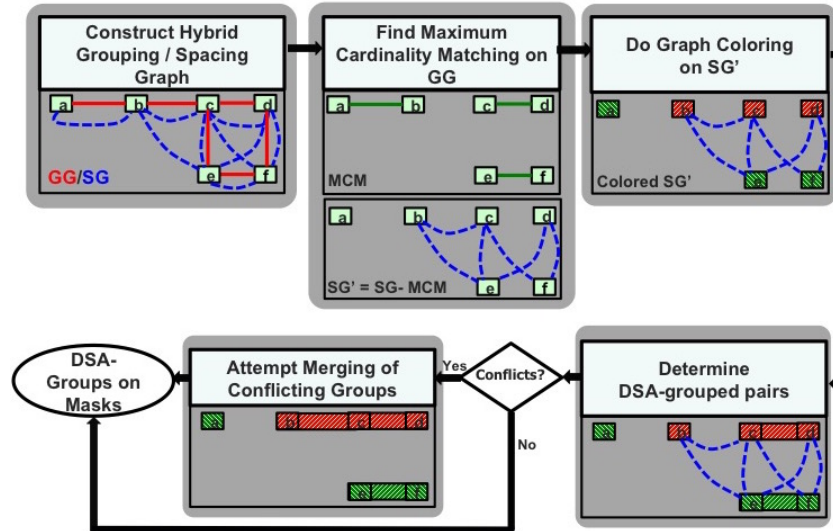 Construct Hybrid
Grouping / Spacing
Graph
a b c d
e f
GG/SG
Find Maximum
Cardinality Matching on
GG
a b c d
e f
MCM
a b c d
e f
SG' = SG- MCM
Do Graph Coloring
on SG'
a b c d
e f
Colored SG'
DSA-
Groups on
Masks
Attempt Merging of
Conflicting Groups
a b c d
e f
Yes
Conflicts?
No
Determine
DSA-grouped pairs
a b c d
e f